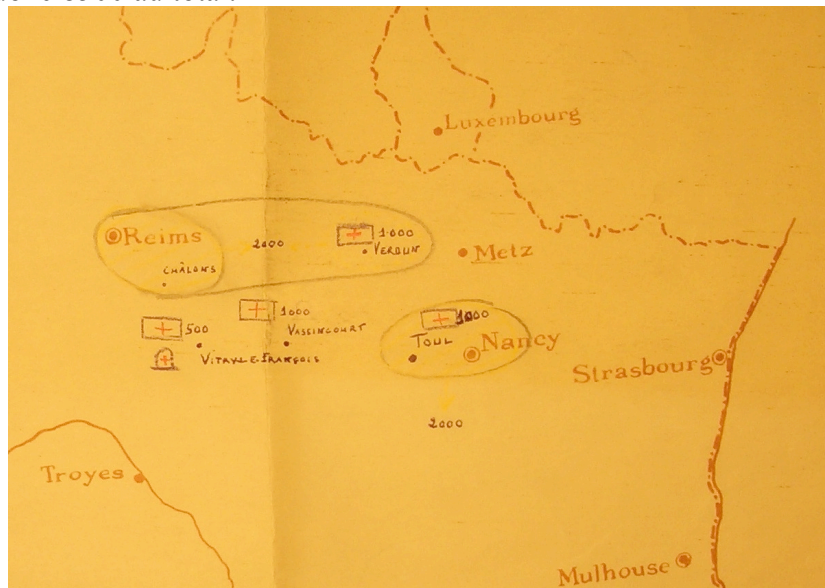 Luxembourg
Reims
2000
1000
VERDUN
Metz
CHÂLONS
1000
1000
500
VASSINCOURT
TOUL
Nancy
Strasbourg
2000
Troyes
Mulhouse